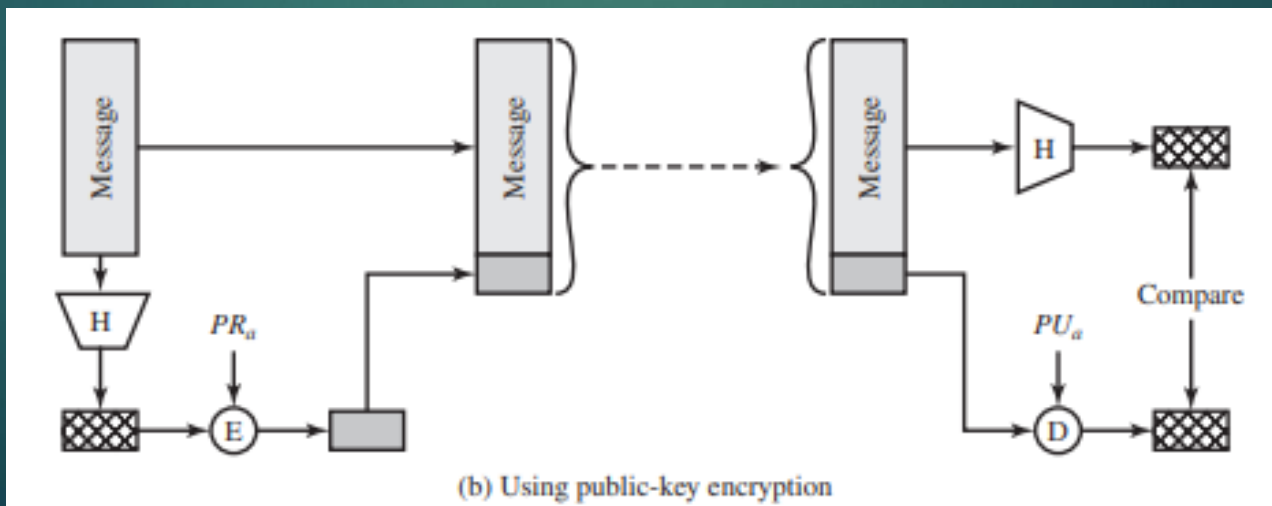 Message
Message
Message
H
H
PRa
PUa
Compare
E
D
(b) Using public-key encryption